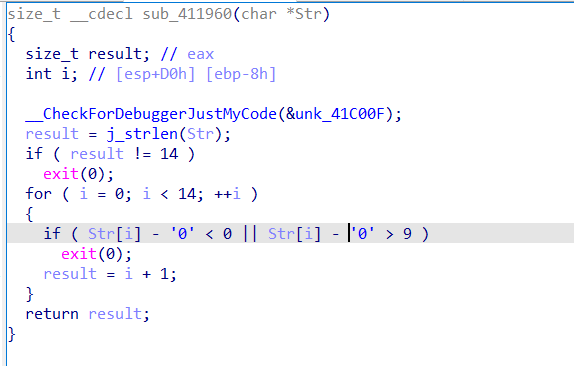 size_t __cdecl sub_411960(char *Str)
{
  size_t result; // eax
  int i; // [esp+D0h] [ebp-8h]

  __CheckForDebuggerJustMyCode(&unk_41C00F);
  result = j_strlen(Str);
  if ( result != 14 )
    exit(0);
  for ( i = 0; i < 14; ++i )
  {
    if ( Str[i] - '0' < 0 || Str[i] - '0' > 9 )
      exit(0);
    result = i + 1;
  }
  return result;
}